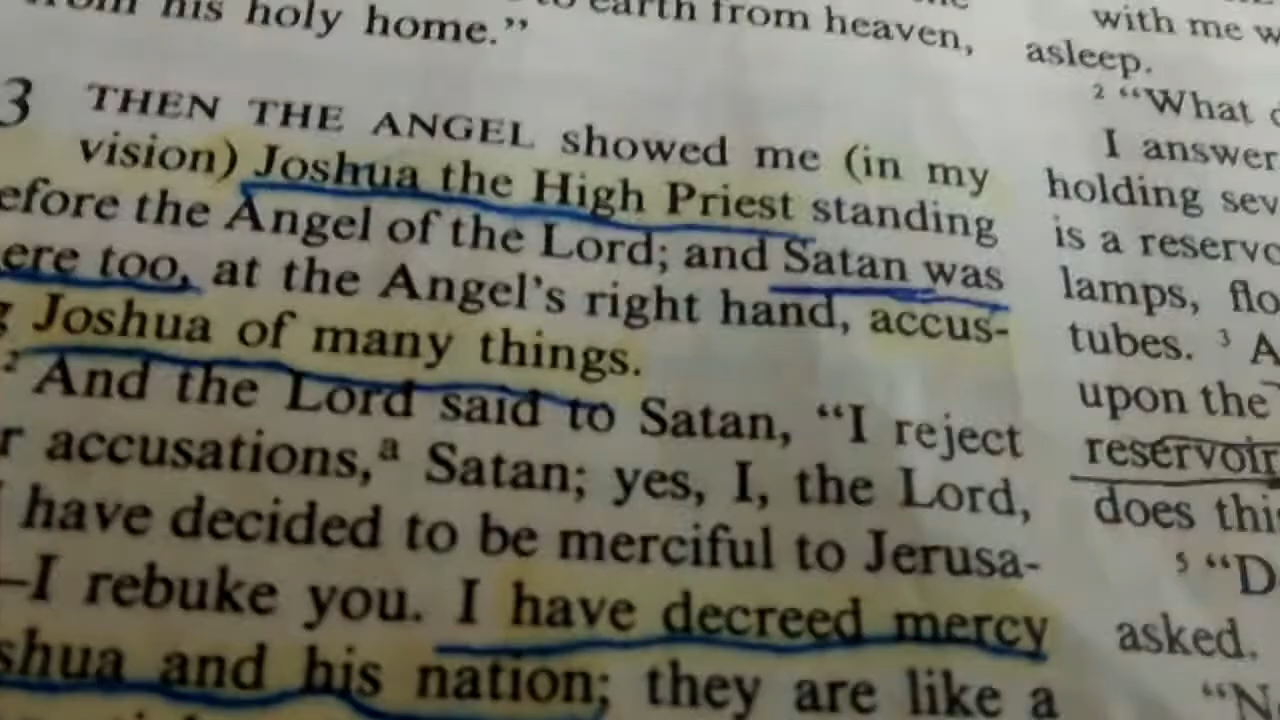 his holy home.”
earth from heaven,
3 THEN THE ANGEL showed me (in my
vision) Joshua the High Priest standing
efore the Angel of the Lord; and Satan was
ere too, at the Angel’s right hand, accus-
g Joshua of many things.
² And the Lord said to Satan, “I reject
r accusations,ª Satan; yes, I, the Lord,
I have decided to be merciful to Jerusa-
—I rebuke you. I have decreed mercy
shua and his nation; they are like a
with me w
asleep.
² “What
I answer
holding sev
is a reservo
lamps, flo
tubes. ³ A
upon the
reservoir
does thi
⁵ “D
asked.
“N